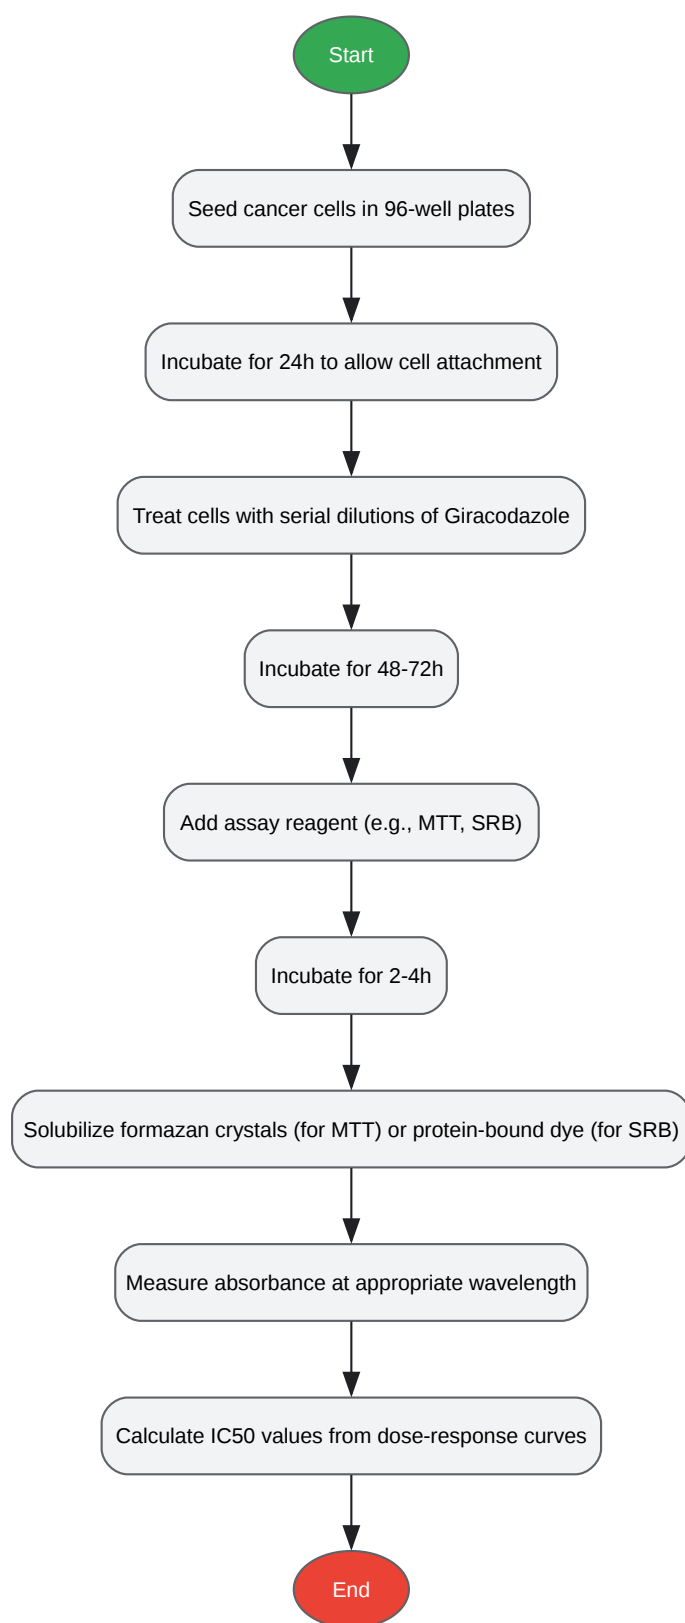 Start
Seed cancer cells in 96-well plates
Incubate for 24h to allow cell attachment
Treat cells with serial dilutions of Giracodazole
Incubate for 48-72h
Add assay reagent (e.g., MTT, SRB)
Incubate for 2-4h
Solubilize formazan crystals (for MTT) or protein-bound dye (for SRB)
Measure absorbance at appropriate wavelength
Calculate IC50 values from dose-response curves
End